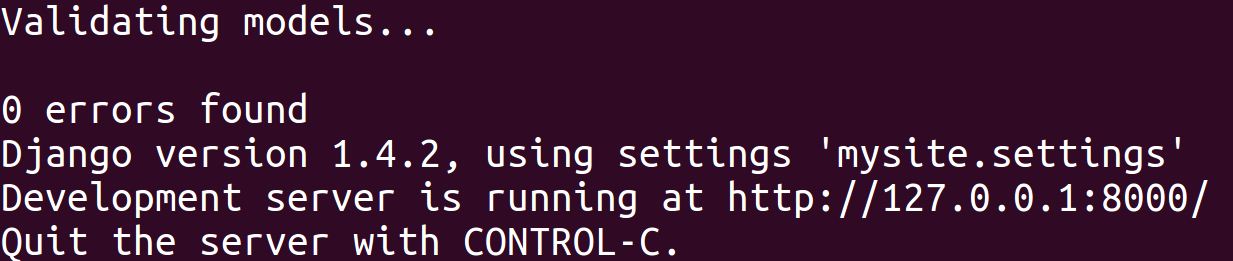 Validating models...
0 errors found
Django version 1.4.2, using settings 'mysite.settings'
Development server is running at http://127.0.0.1:8000/
Quit the server with CONTROL-C.